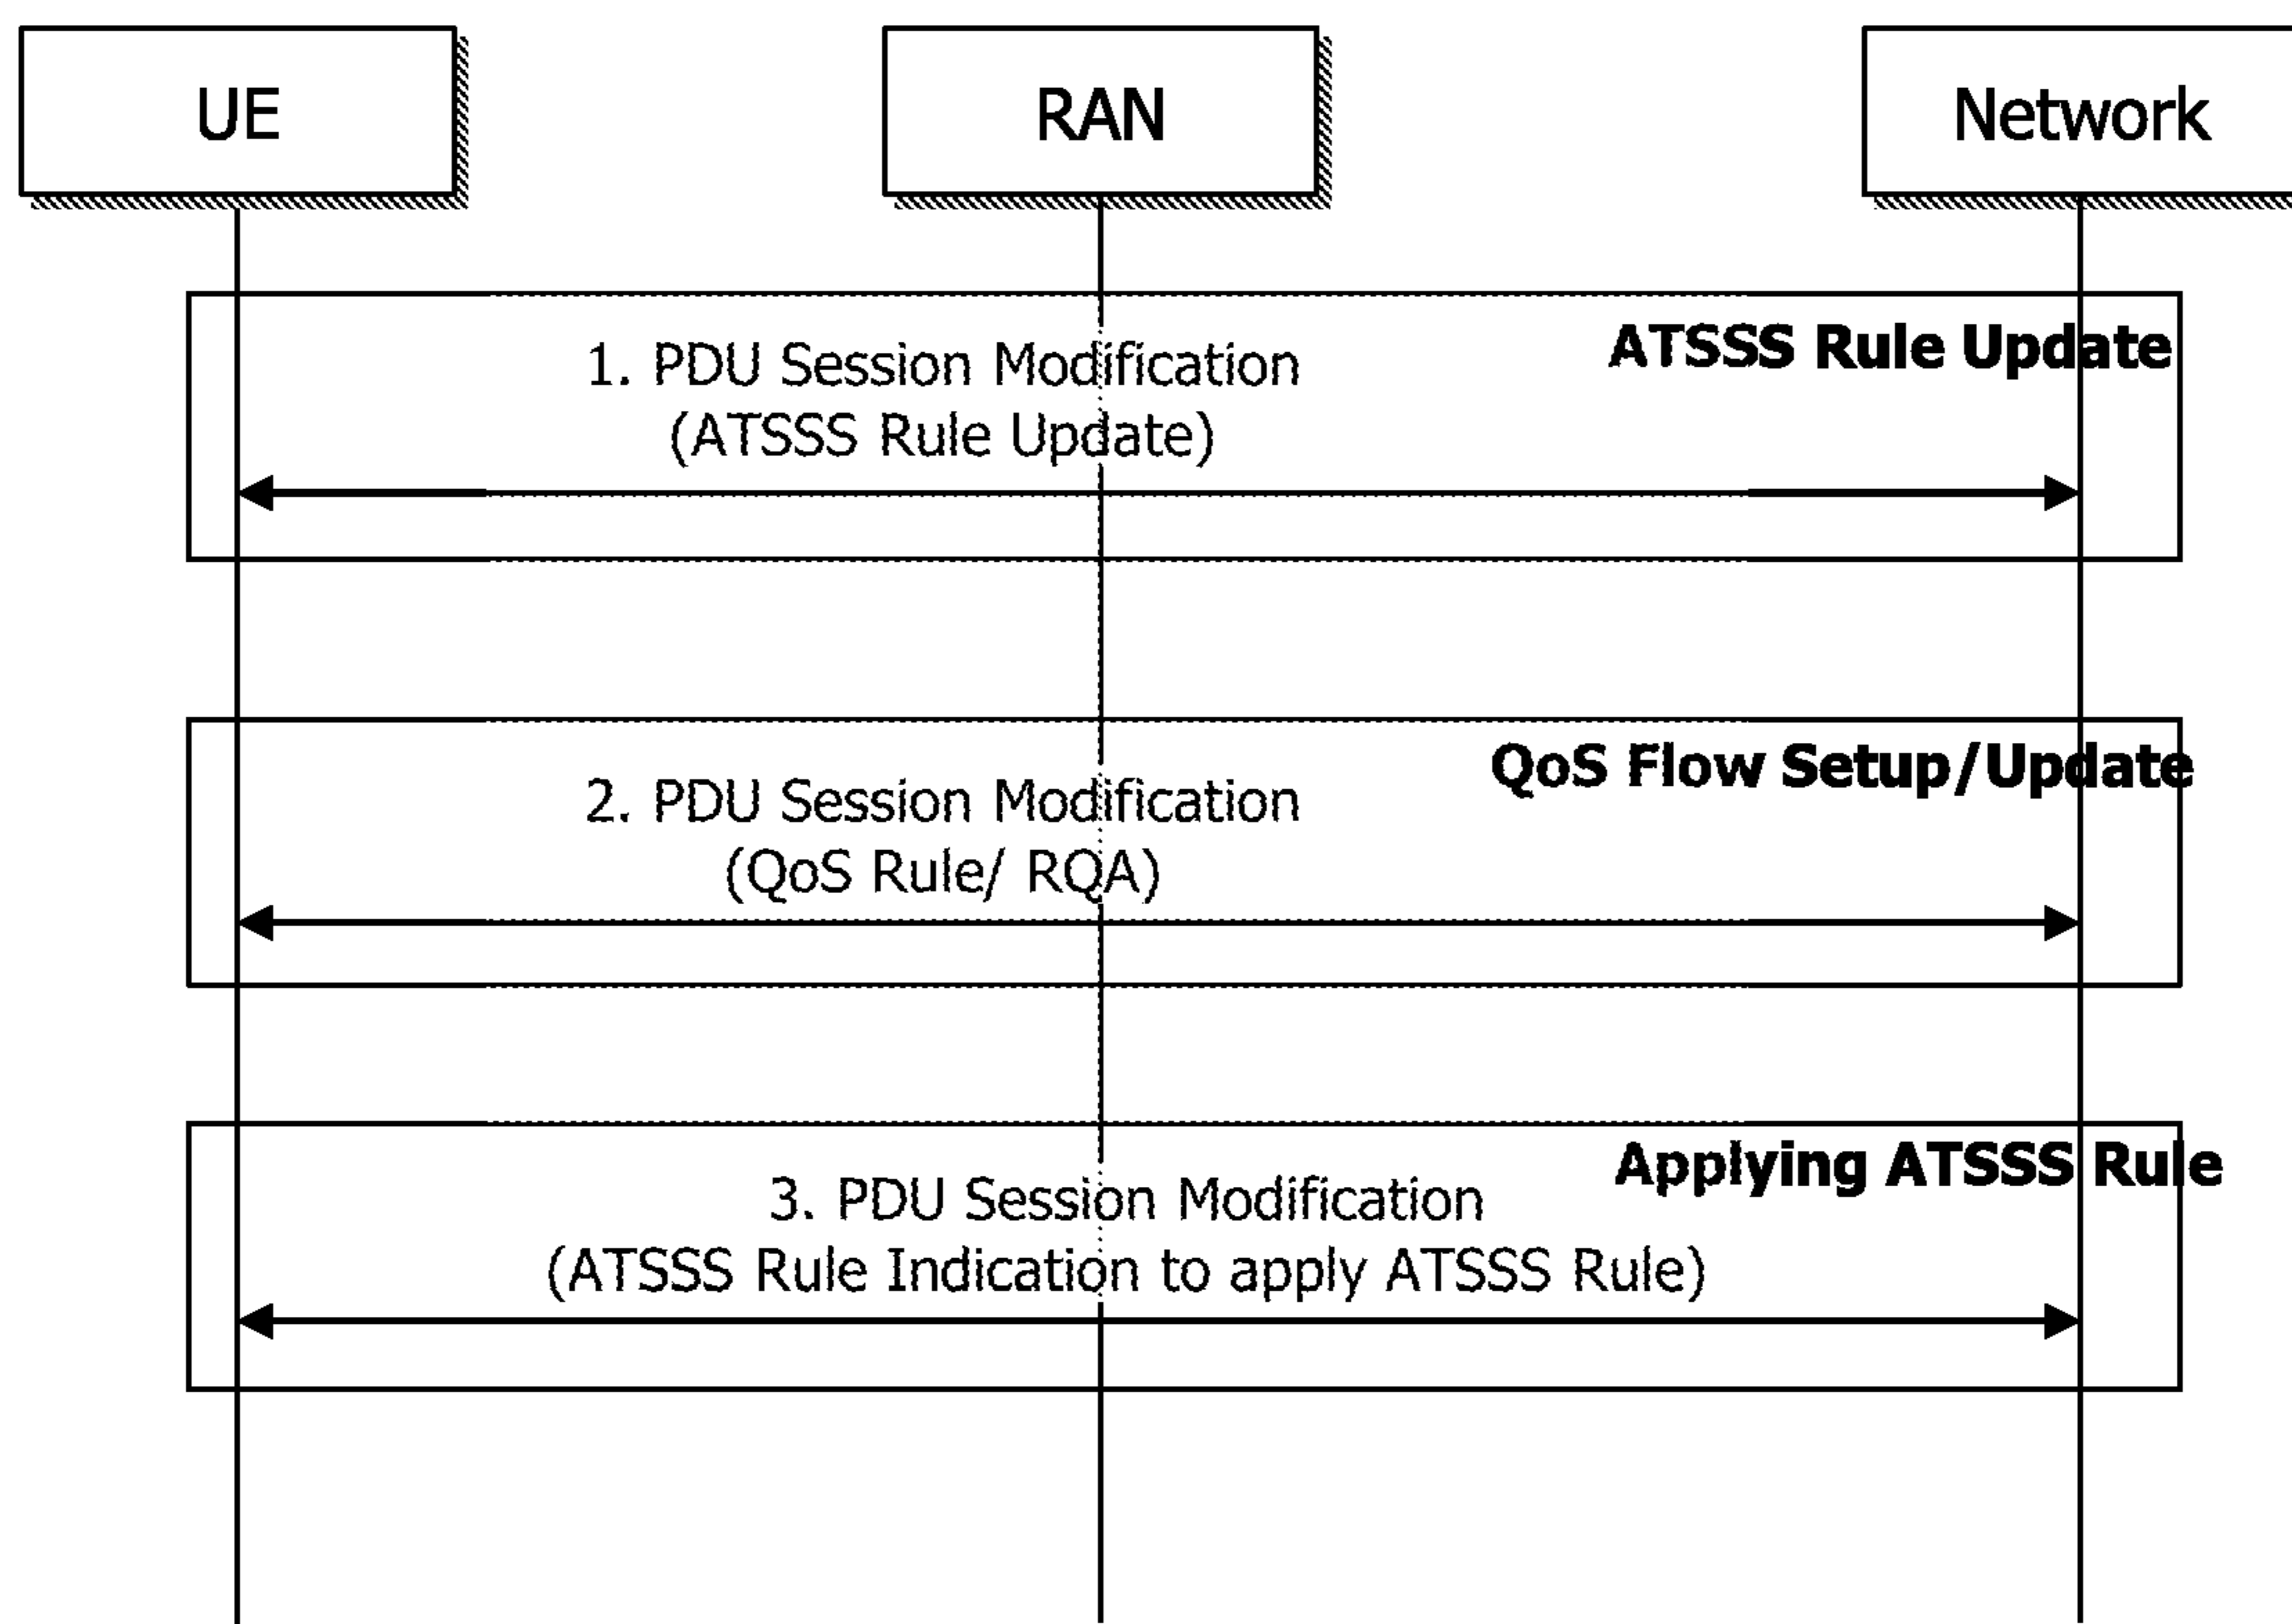 UE
RAN
Network
ATSSS Rule Update
1. PDU Session Modification
(ATSSS Rule Update)
QoS Flow Setup/Update
2. PDU Session Modification
(QoS Rule/ RQA)
Applying ATSSS Rule
3. PDU Session Modification
(ATSSS Rule Indication to apply ATSSS Rule)